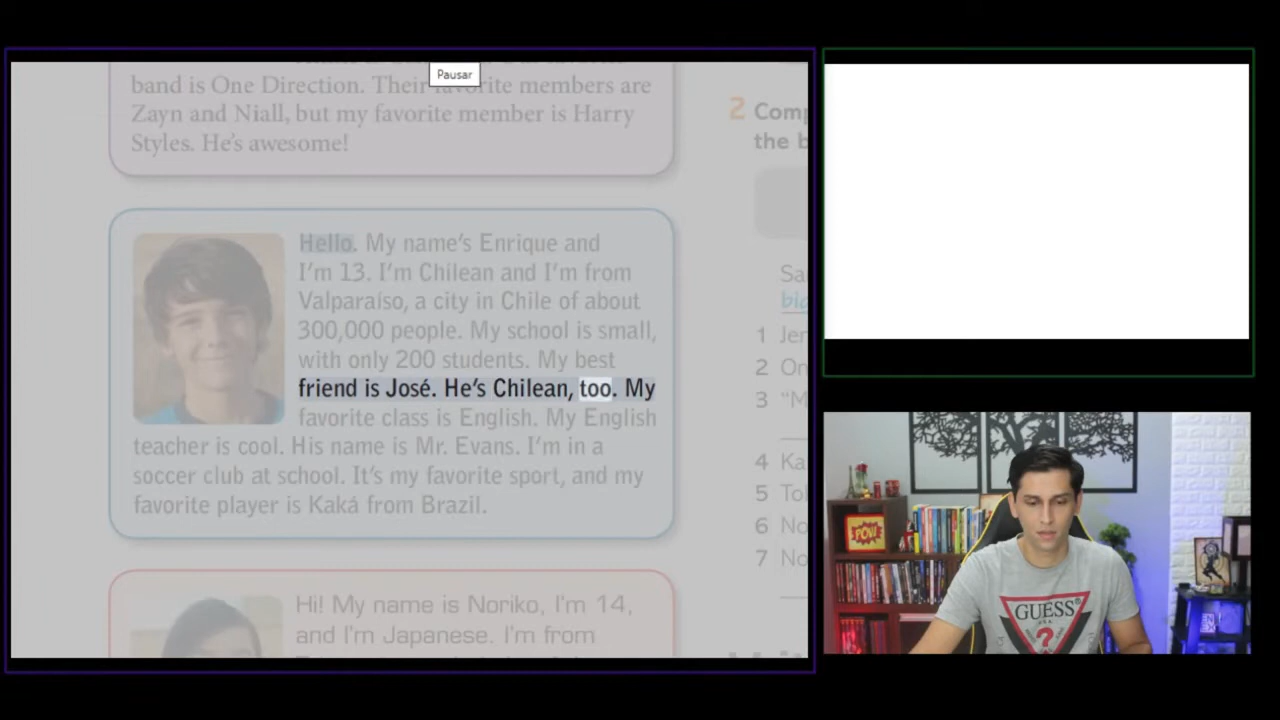 Pausar
band is One Direction. Their favorite members are
Zayn and Niall, but my favorite member is Harry
Styles. He's awesome!
Hello. My name's Enrique and
I'm 13. I'm Chilean and I'm from
Valparaíso, a city in Chile of about
300,000 people. My school is small,
with only 200 students. My best
friend is José. He's Chilean, too. My
favorite class is English. My English
teacher is cool. His name is Mr. Evans. I'm in a
soccer club at school. It's my favorite sport, and my
favorite player is Kaká from Brazil.
Hi! My name is Noriko, I'm 14,
and I'm Japanese. I'm from
2
the b
1
2
3
4
5
6
7
POW!
GUESS
?